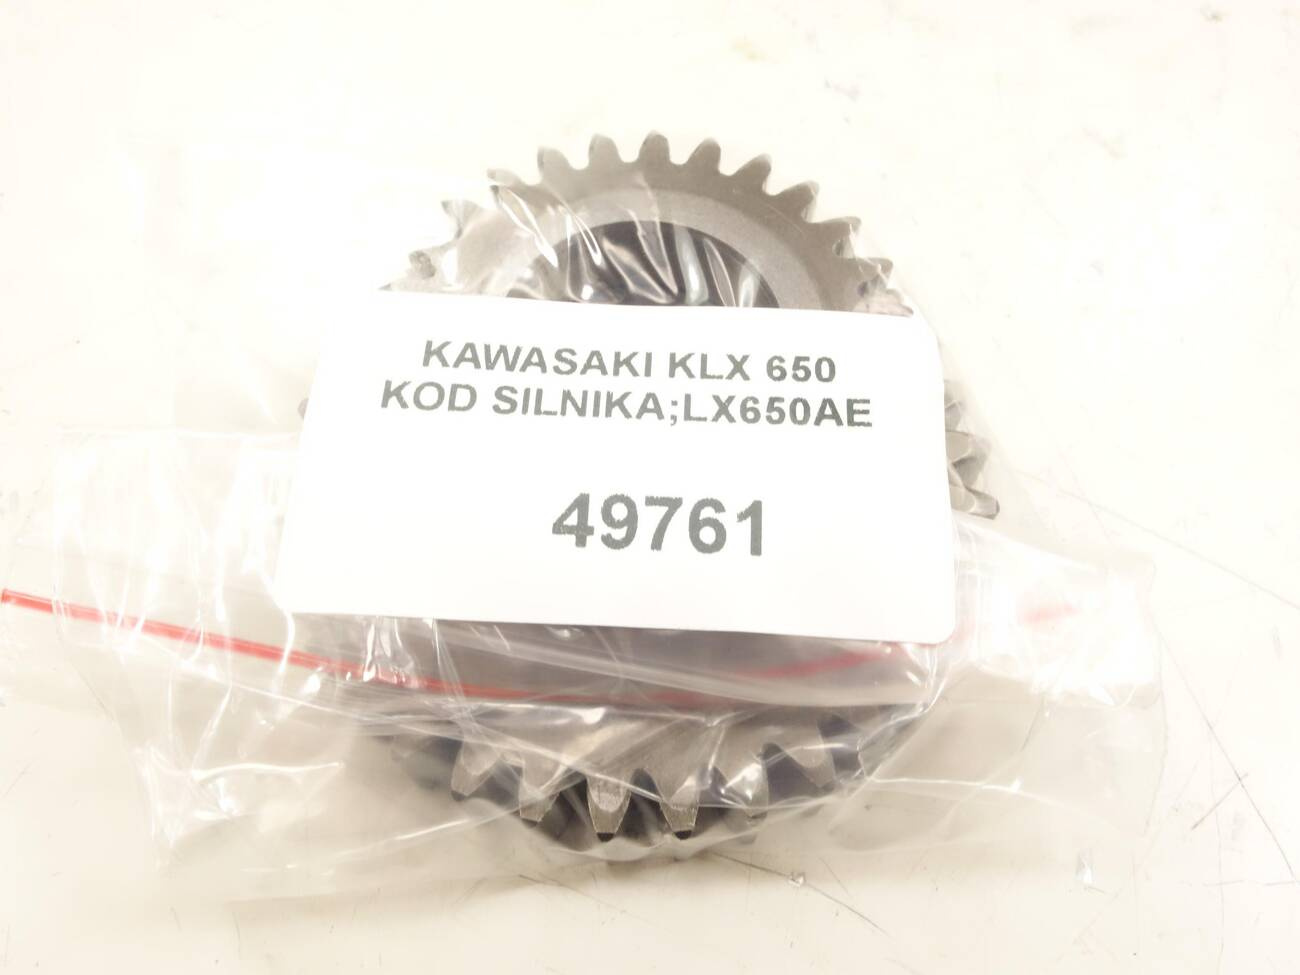 KAWASAKI KLX 650
KOD SILNIKA;LX650AE
49761